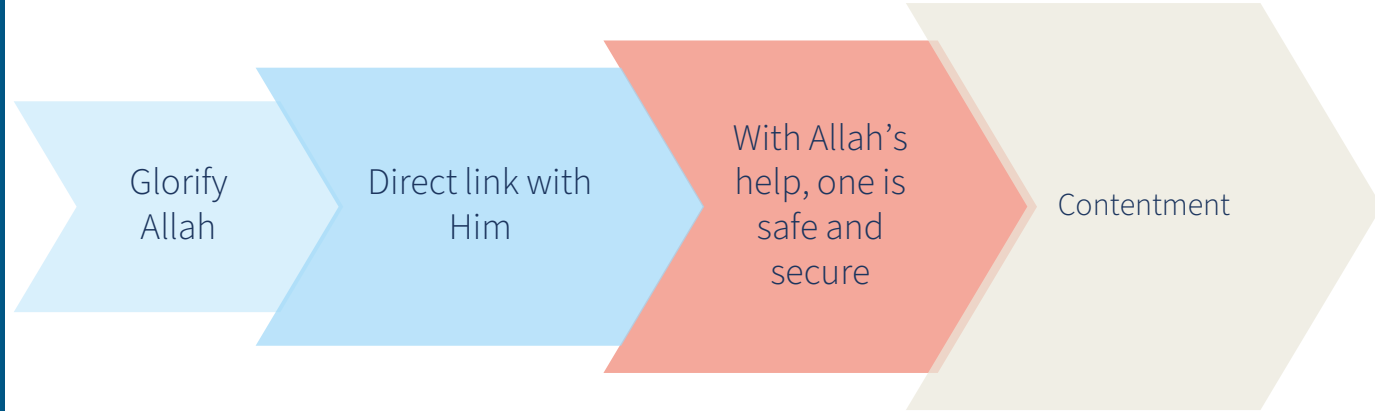 Glorify
Allah
Direct link with
Him
With Allah’s
help, one is
safe and
secure
Contentment